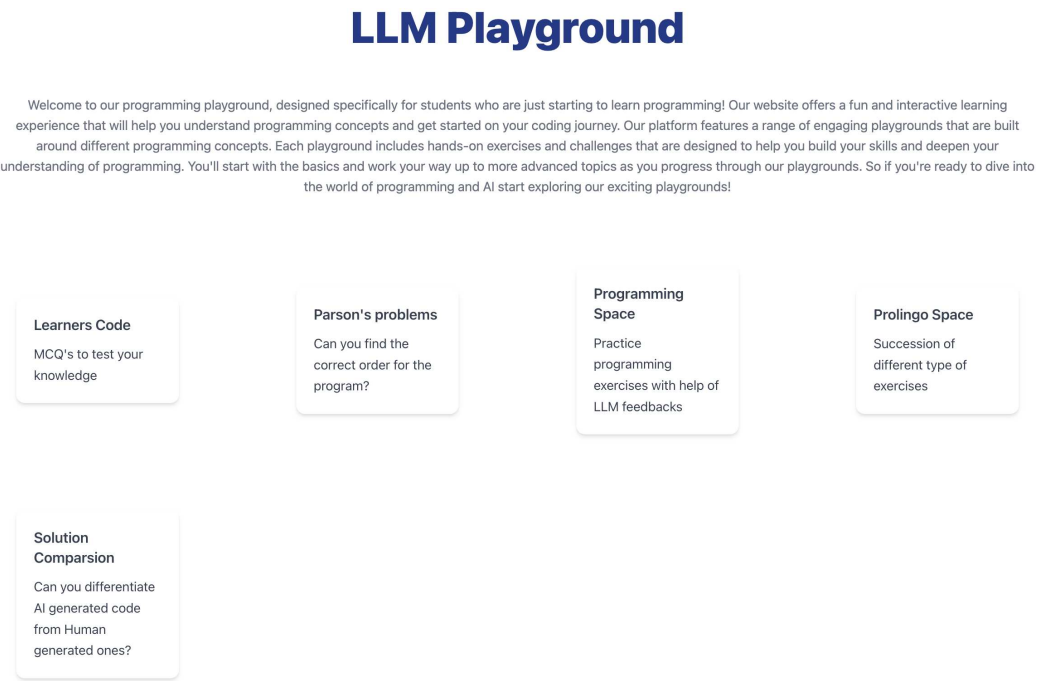 LLM Playground
Welcome to our programming playground, designed specifically for students who are just starting to learn programming! Our website offers a fun and interactive learning
experience that will help you understand programming concepts and get started on your coding journey. Our platform features a range of engaging playgrounds that are built
around different programming concepts. Each playground includes hands-on exercises and challenges that are designed to help you build your skills and deepen your
understanding of programming. You'll start with the basics and work your way up to more advanced topics as you progress through our playgrounds. So if you're ready to dive into
the world of programming and AI start exploring our exciting playgrounds!
Learners Code
MCQ's to test your
knowledge
Parson's problems
Can you find the
correct order for the
program?
Programming
Space
Practice
programming
exercises with help of
LLM feedbacks
Prolingo Space
Succession of
different type of
exercises
Solution
Comparsion
Can you differentiate
AI generated code
from Human
generated ones?